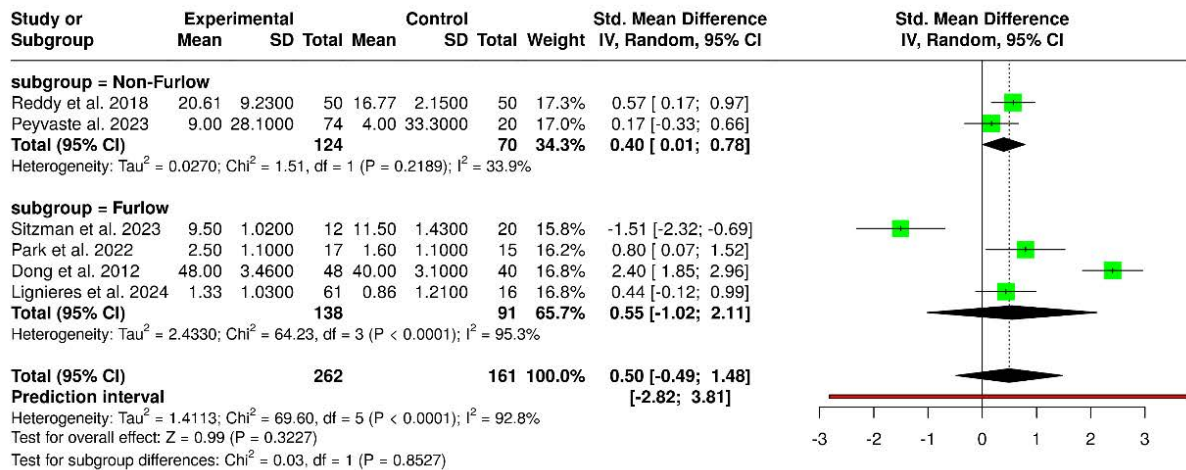 Study or Experimental Control Std. Mean Difference Std. Mean Difference
Subgroup Mean SD Total Mean SD Total Weight IV, Random, 95% CI IV, Random, 95% CI
subgroup = Non-Furlow
Reddy et al. 2018 20.61 9.2300 50 16.77 2.1500 50 17.3% 0.57 [ 0.17; 0.97]
Peyvaste et al. 2023 9.00 28.1000 74 4.00 33.3000 20 17.0% 0.17 [-0.33; 0.66]
Total (95% CI) 124 70 34.3% 0.40 [ 0.01; 0.78]
Heterogeneity: Tau² = 0.0270; Chi² = 1.51, df = 1 (P = 0.2189); I² = 33.9%
subgroup = Furlow
Sitzman et al. 2023 9.50 1.0200 12 11.50 1.4300 20 15.8% -1.51 [-2.32; -0.69]
Park et al. 2022 2.50 1.1000 17 1.60 1.1000 15 16.2% 0.80 [ 0.07; 1.52]
Dong et al. 2012 48.00 3.4600 48 40.00 3.1000 40 16.8% 2.40 [ 1.85; 2.96]
Lignieres et al. 2024 1.33 1.0300 61 0.86 1.2100 16 16.8% 0.44 [-0.12; 0.99]
Total (95% CI) 138 91 65.7% 0.55 [-1.02; 2.11]
Heterogeneity: Tau² = 2.4330; Chi² = 64.23, df = 3 (P < 0.0001); I² = 95.3%
Total (95% CI) 262 161 100.0% 0.50 [-0.49; 1.48]
Prediction interval [-2.82; 3.81]
Heterogeneity: Tau² = 1.4113; Chi² = 69.60, df = 5 (P < 0.0001); I² = 92.8%
Test for overall effect: Z = 0.99 (P = 0.3227)
Test for subgroup differences: Chi² = 0.03, df = 1 (P = 0.8527)
-3 -2 -1 0 1 2 3